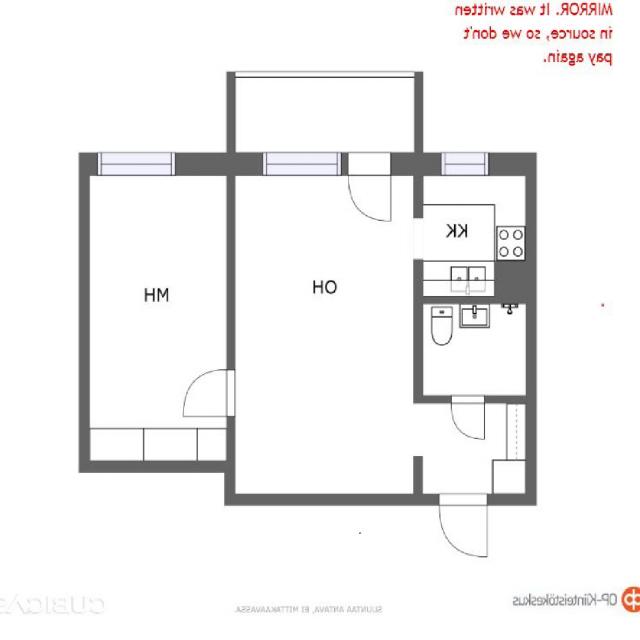 MIRROR. It was written
in source, so we don't
pay again.
KK
MH
OH
CUBICASA
SUUNTAA ANTAVA, EI MITTAKAAVASSA
OP-Kiinteistökeskus